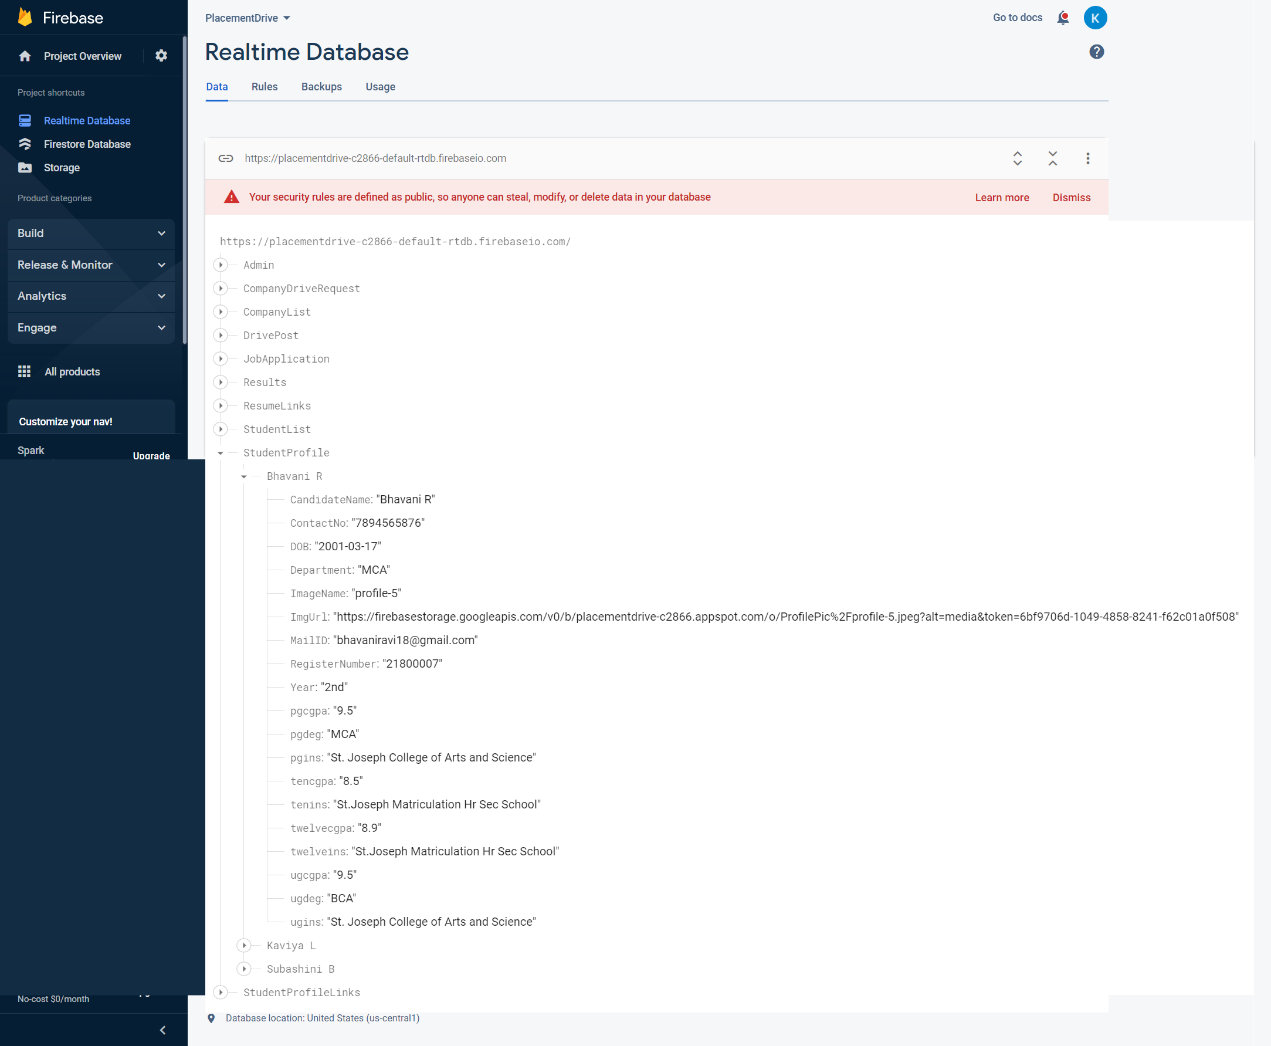 Firebase
Project Overview
Project shortcuts
Realtime Database
Firestore Database
Storage
Product categories
Build
Release & Monitor
Analytics
Engage
All products
Customize your nav!
Spark
Upgrade
No-cost $0/month
PlacementDrive
Go to docs
K
Realtime Database
?
Data Rules Backups Usage
https://placementdrive-c2866-default-rtdb.firebaseio.com
Your security rules are defined as public, so anyone can steal, modify, or delete data in your database
Learn more
Dismiss
https://placementdrive-c2866-default-rtdb.firebaseio.com/
Admin
CompanyDriveRequest
CompanyList
DrivePost
JobApplication
Results
ResumeLinks
StudentList
StudentProfile
Bhavani R
CandidateName: "Bhavani R"
ContactNo: "7894565876"
DOB: "2001-03-17"
Department: "MCA"
ImageName: "profile-5"
ImgUrl: "https://firebasestorage.googleapis.com/v0/b/placementdrive-c2866.appspot.com/o/ProfilePic%2Fprofile-5.jpeg?alt=media&token=6bf9706d-1049-4858-8241-f62c01a0f508"
MailID: "bhavaniravi18@gmail.com"
RegisterNumber: "21800007"
Year: "2nd"
pgcgpa: "9.5"
pgdeg: "MCA"
pgins: "St. Joseph College of Arts and Science"
tencgpa: "8.5"
tenins: "St.Joseph Matriculation Hr Sec School"
twelvecgpa: "8.9"
twelveins: "St.Joseph Matriculation Hr Sec School"
ugcgpa: "9.5"
ugdeg: "BCA"
ugins: "St. Joseph College of Arts and Science"
Kaviya L
Subashini B
StudentProfileLinks
Database location: United States (us-central1)